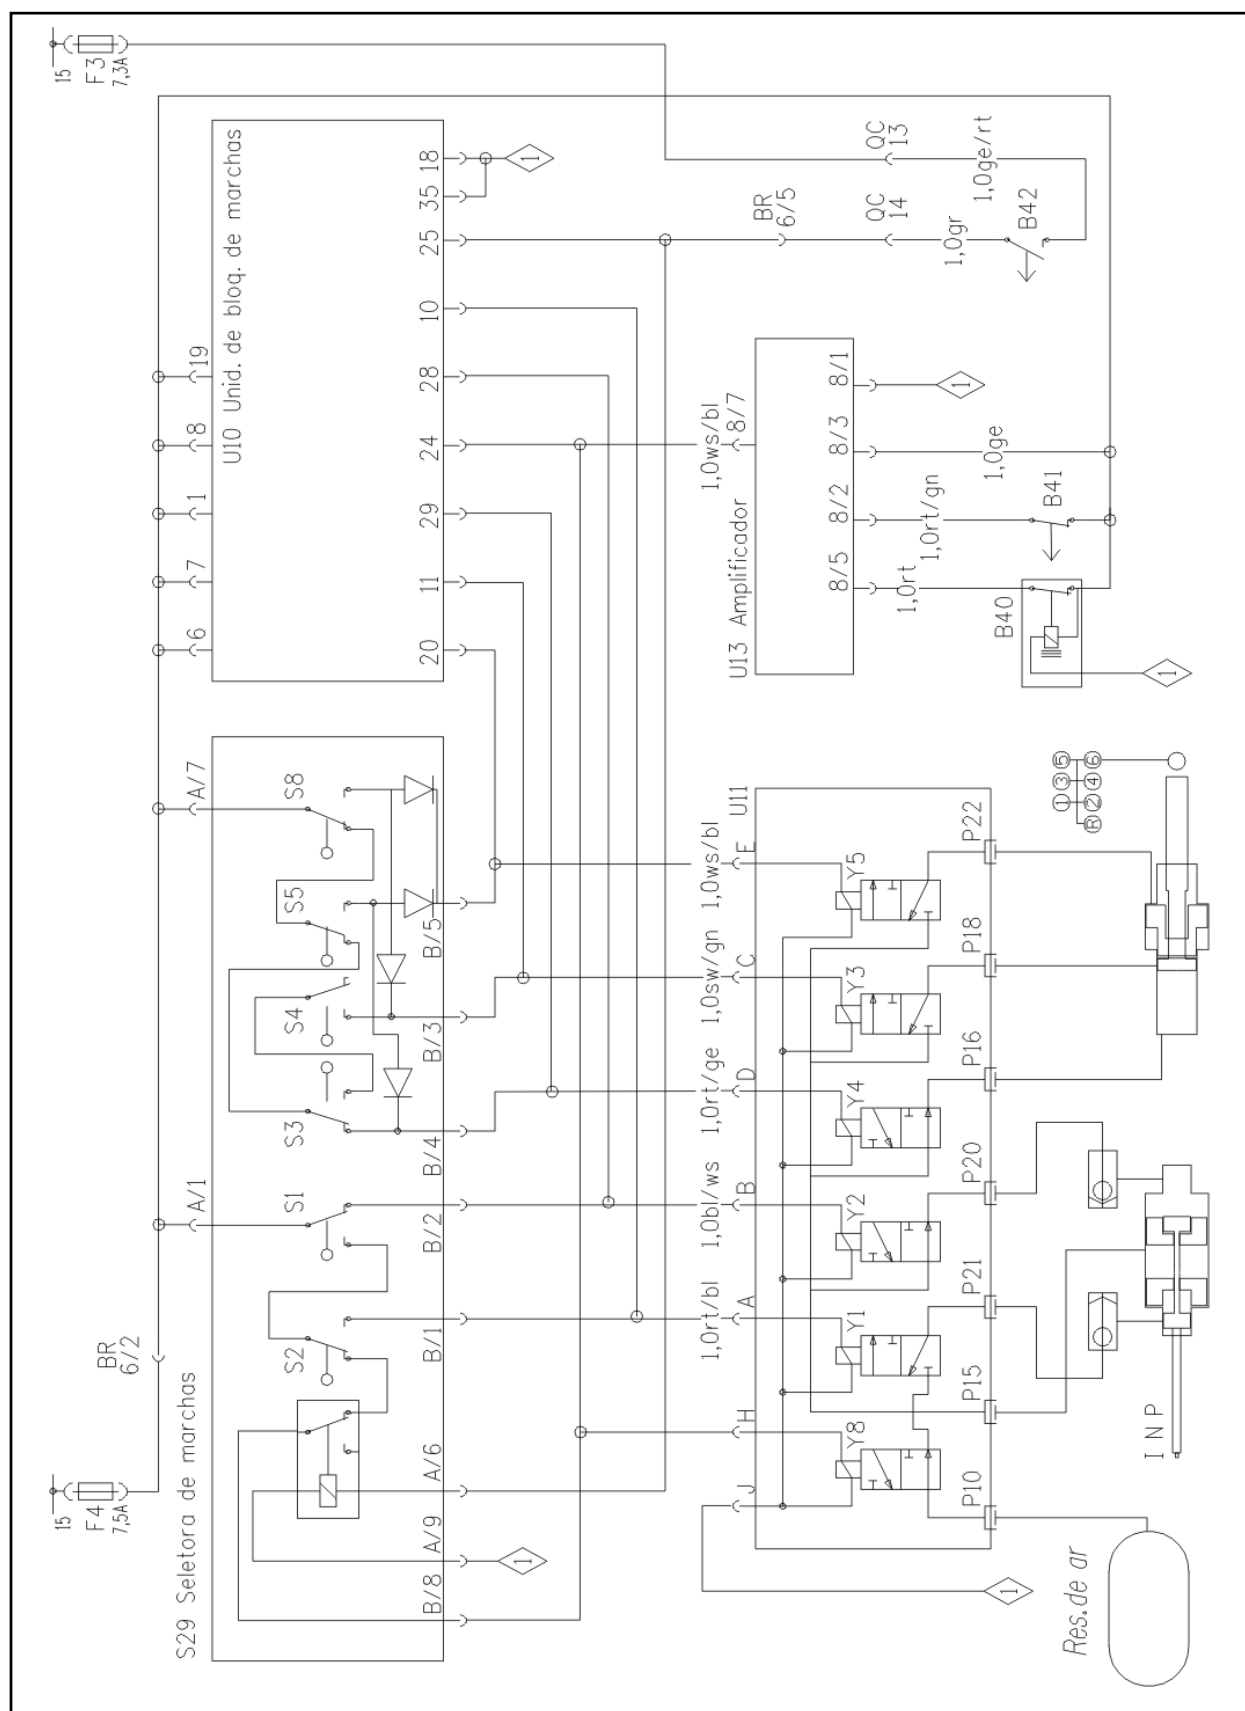 15
F4
7,5A
15
F3
7,3A
BR
6/2
S29 Seletora de marchas
A/1
A/7
6
7
1
8
19
U10 Unid. de bloq. de marchas
S2
S1
S3
S4
S5
S8
B/8
A/9
A/6
B/1
B/2
B/4
B/3
B/5
20
11
29
24
28
10
25
35
18
1
1
1,0rt/bl
1,0bl/ws
1,0rt/ge
1,0sw/gn
1,0ws/bl
1,0ws/bl
J
H
A
B
D
C
E
U11
8/7
U13 Amplificador
BR
6/5
Y8
Y1
Y2
Y4
Y3
Y5
8/5
8/2
8/3
8/1
QC
14
QC
13
1,0rt
1,0rt/gn
1,0ge
1,0gr
1,0ge/rt
1
P10
P15
P21
P20
P16
P18
P22
B40
B41
B42
1
1
Res.de ar
INP
1 3 5
R 2 4 6